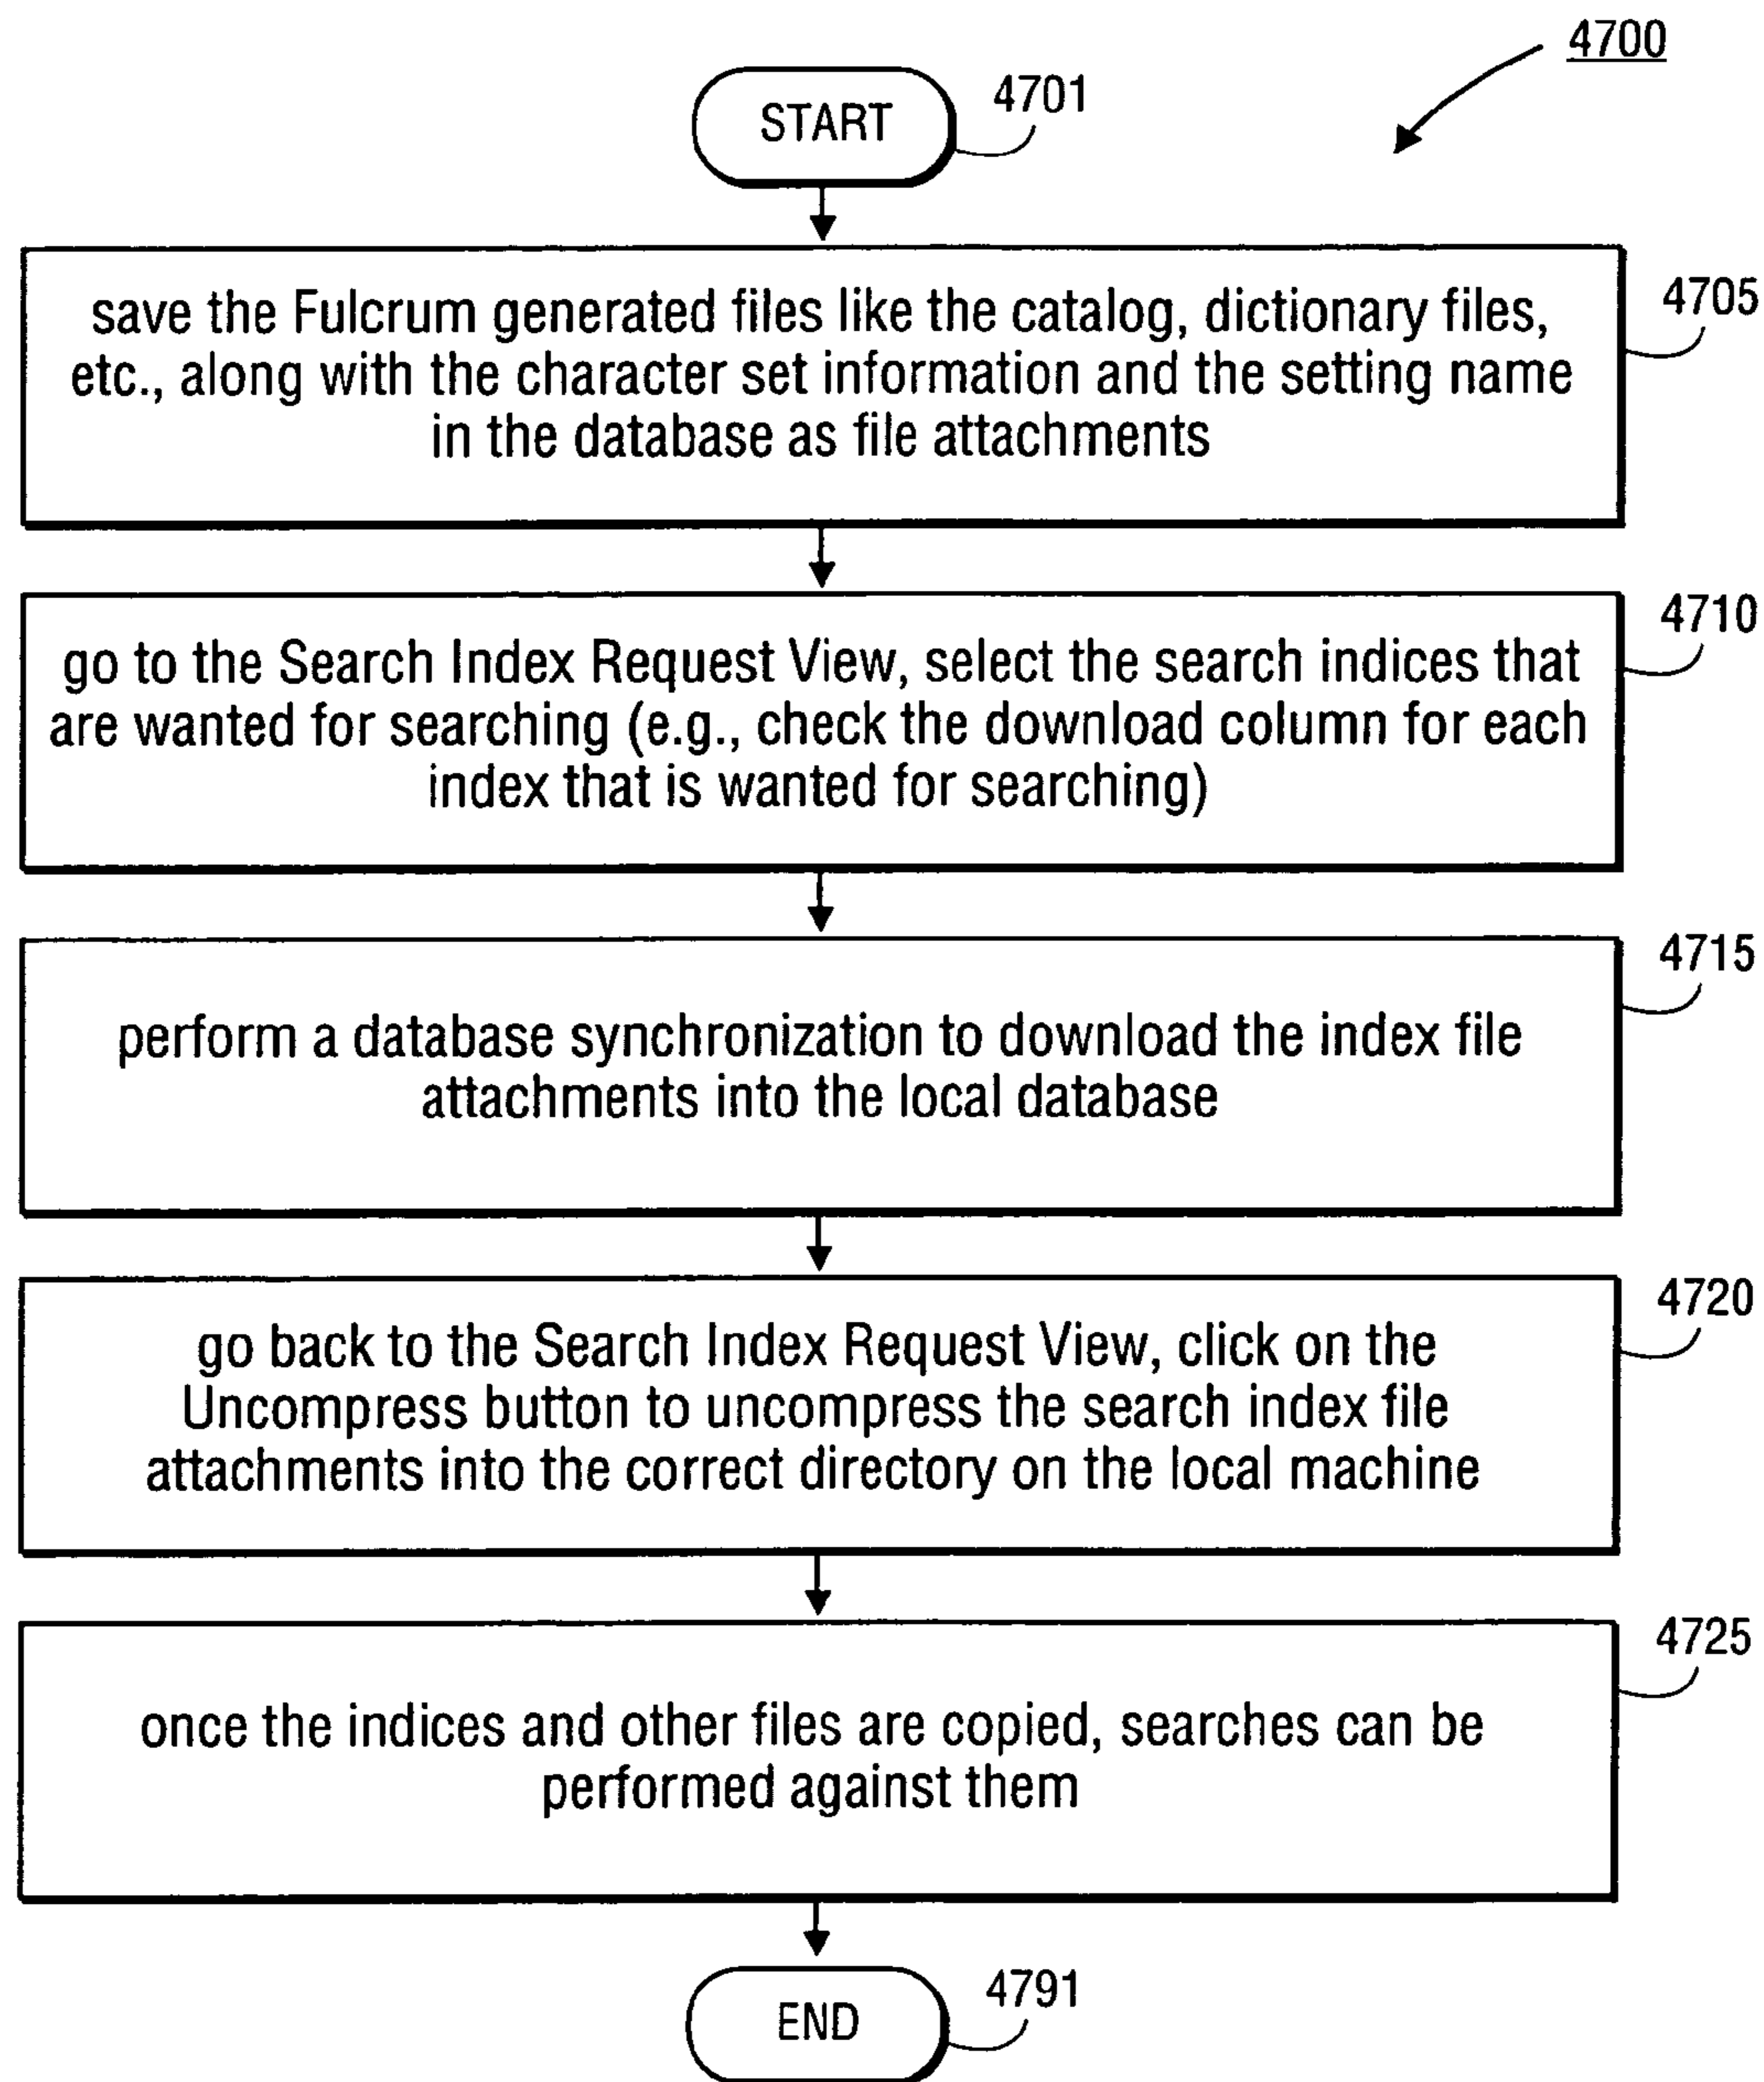 4700
START
4701
save the Fulcrum generated files like the catalog, dictionary files,
etc., along with the character set information and the setting name
in the database as file attachments
4705
go to the Search Index Request View, select the search indices that
are wanted for searching (e.g., check the download column for each
index that is wanted for searching)
4710
perform a database synchronization to download the index file
attachments into the local database
4715
go back to the Search Index Request View, click on the
Uncompress button to uncompress the search index file
attachments into the correct directory on the local machine
4720
once the indices and other files are copied, searches can be
performed against them
4725
END
4791